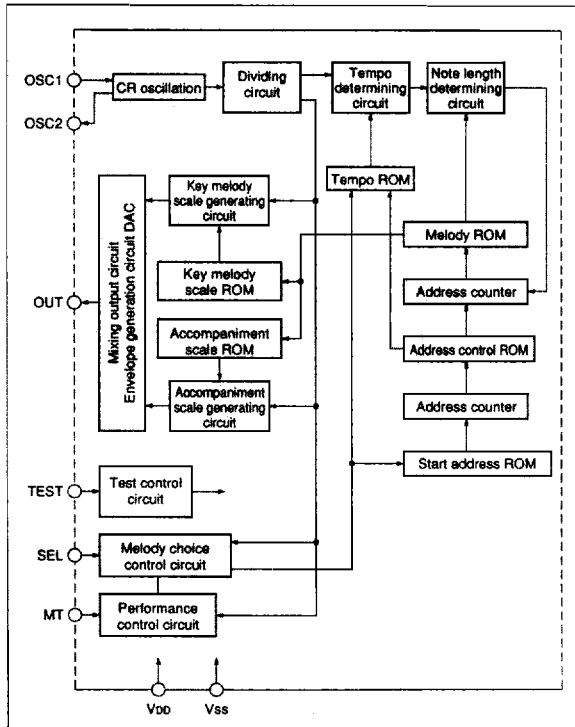 OSC1
CR oscillation
Dividing
circuit
Tempo
determining
circuit
Note length
determining
circuit
OSC2
Tempo ROM
Key melody
scale generating
circuit
Mixing output circuit
Envelope generation circuit DAC
Melody ROM
Key melody
scale ROM
Address counter
OUT
Accompaniment
scale ROM
Address control ROM
Accompaniment
scale generating
circuit
Address counter
Start address ROM
TEST
Test control
circuit
SEL
Melody choice
control circuit
MT
Performance
control circuit
VDD
VSS